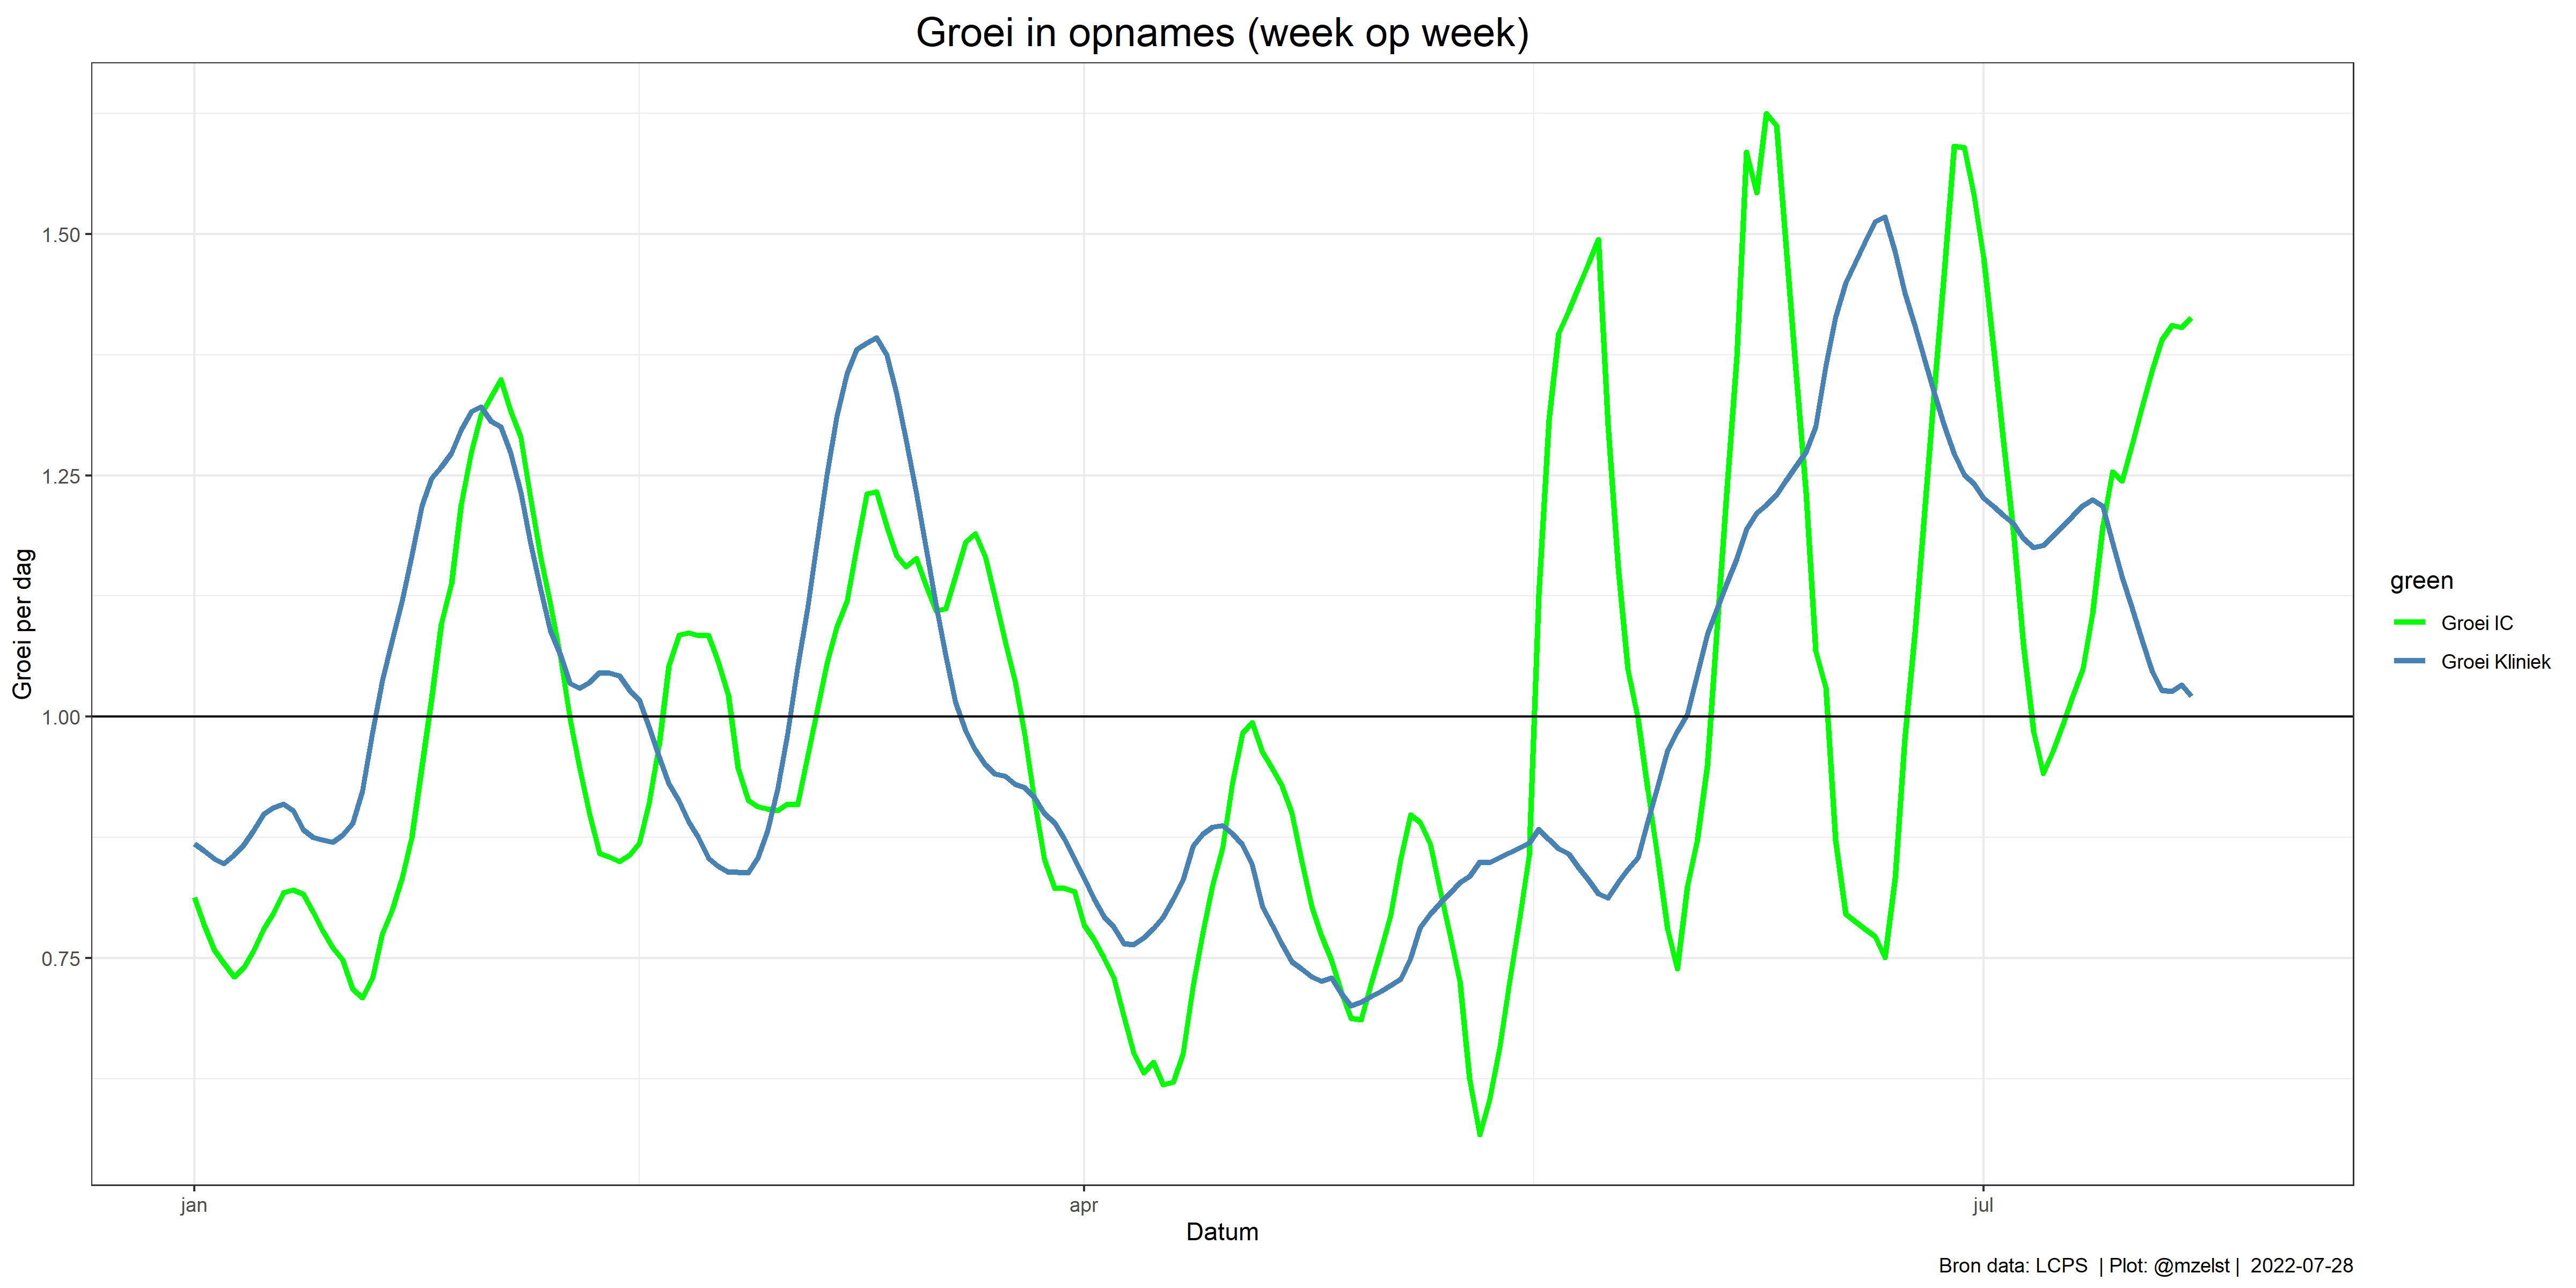 Groei in opnames (week op week)
Groei per dag
1.50
1.25
1.00
0.75
jan
apr
jul
Datum
green
Groei IC
Groei Kliniek
Bron data: LCPS | Plot: @mzelst | 2022-07-28